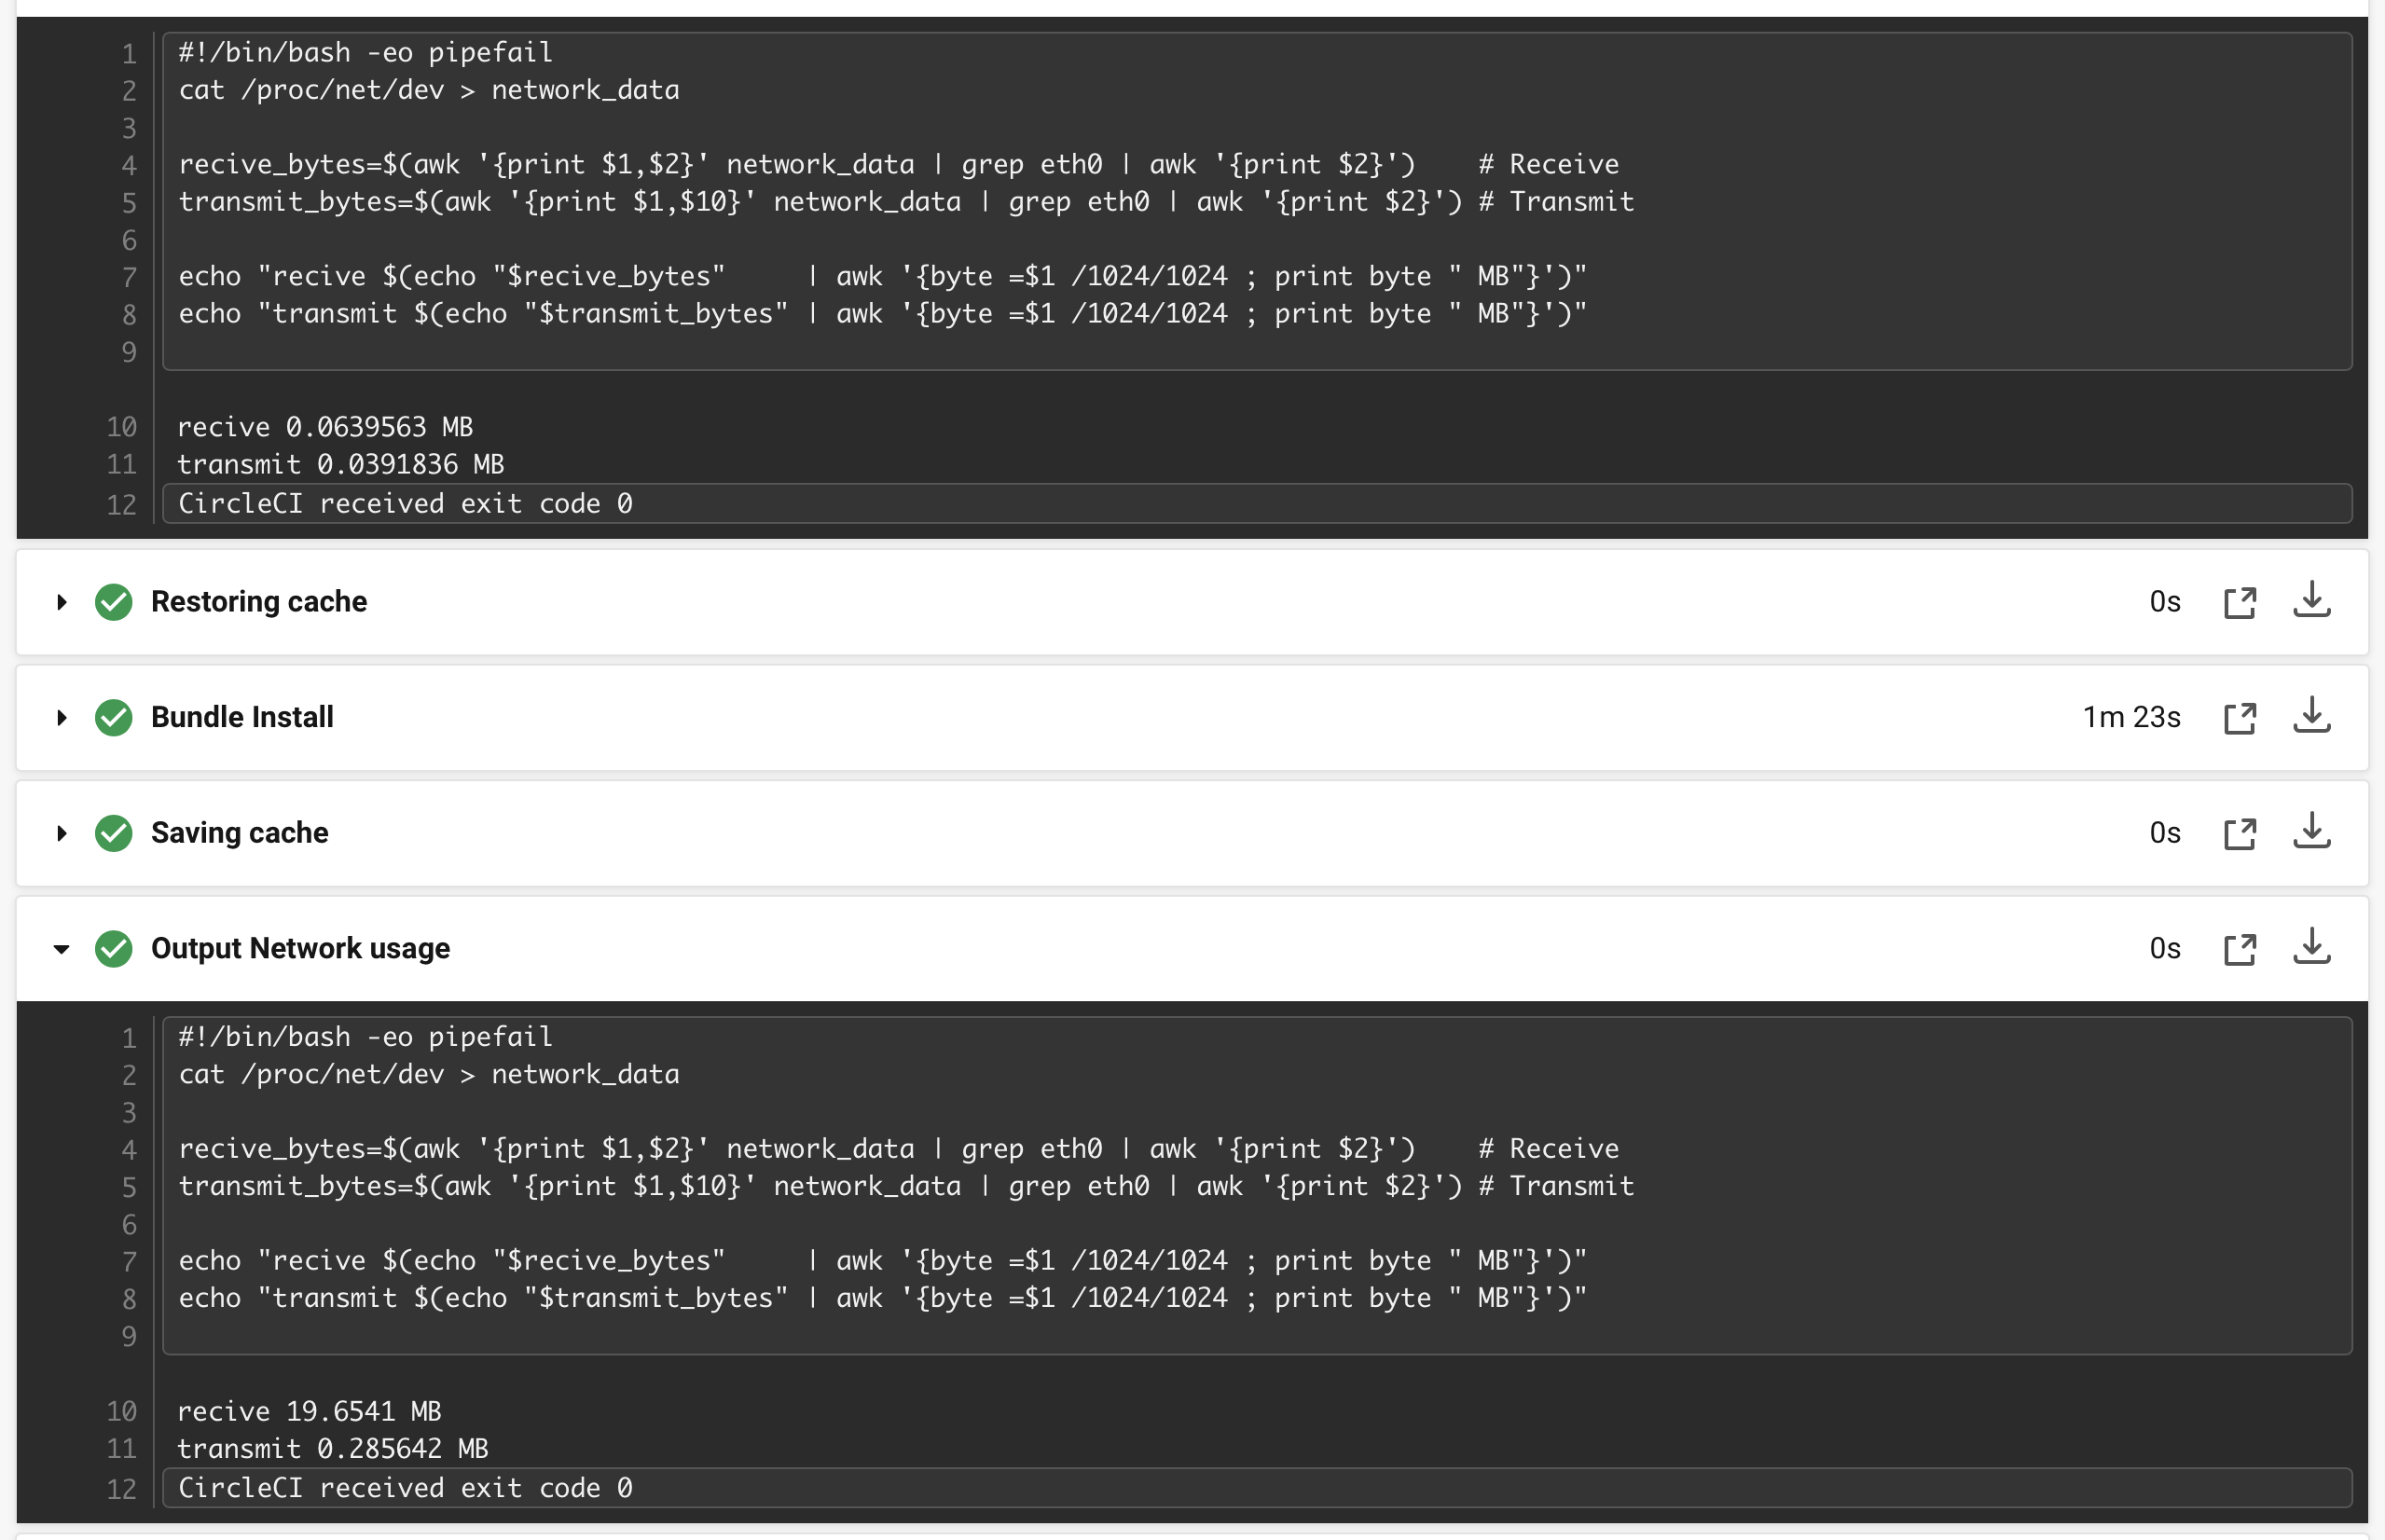 1 #!/bin/bash -eo pipefail
2 cat /proc/net/dev > network_data
3
4 recive_bytes=$(awk '{print $1,$2}' network_data | grep eth0 | awk '{print $2}')    # Receive
5 transmit_bytes=$(awk '{print $1,$10}' network_data | grep eth0 | awk '{print $2}') # Transmit
6
7 echo "recive $(echo "$recive_bytes"     | awk '{byte =$1 /1024/1024 ; print byte " MB"}')"
8 echo "transmit $(echo "$transmit_bytes" | awk '{byte =$1 /1024/1024 ; print byte " MB"}')"
9
10 recive 0.0639563 MB
11 transmit 0.0391836 MB
12 CircleCI received exit code 0
Restoring cache 0s
Bundle Install 1m 23s
Saving cache 0s
Output Network usage 0s
1 #!/bin/bash -eo pipefail
2 cat /proc/net/dev > network_data
3
4 recive_bytes=$(awk '{print $1,$2}' network_data | grep eth0 | awk '{print $2}')    # Receive
5 transmit_bytes=$(awk '{print $1,$10}' network_data | grep eth0 | awk '{print $2}') # Transmit
6
7 echo "recive $(echo "$recive_bytes"     | awk '{byte =$1 /1024/1024 ; print byte " MB"}')"
8 echo "transmit $(echo "$transmit_bytes" | awk '{byte =$1 /1024/1024 ; print byte " MB"}')"
9
10 recive 19.6541 MB
11 transmit 0.285642 MB
12 CircleCI received exit code 0